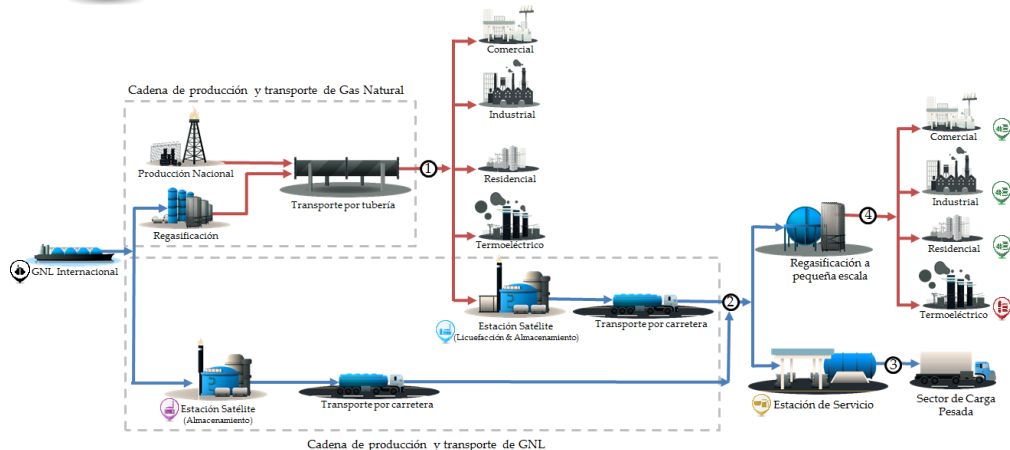 Comercial
Cadena de producción y transporte de Gas Natural
Industrial
Producción Nacional
1
Residencial
Transporte por tubería
Regasificación
Termoeléctrico
GNL Internacional
Comercial
Industrial
4
Residencial
Regasificación a
pequeña escala
Termoeléctrico
2
Estación Satélite
(Licuefacción & Almacenamiento)
Transporte por carretera
3
Estación de Servicio
Sector de Carga
Pesada
Estación Satélite
(Almacenamiento)
Transporte por carretera
Cadena de producción y transporte de GNL